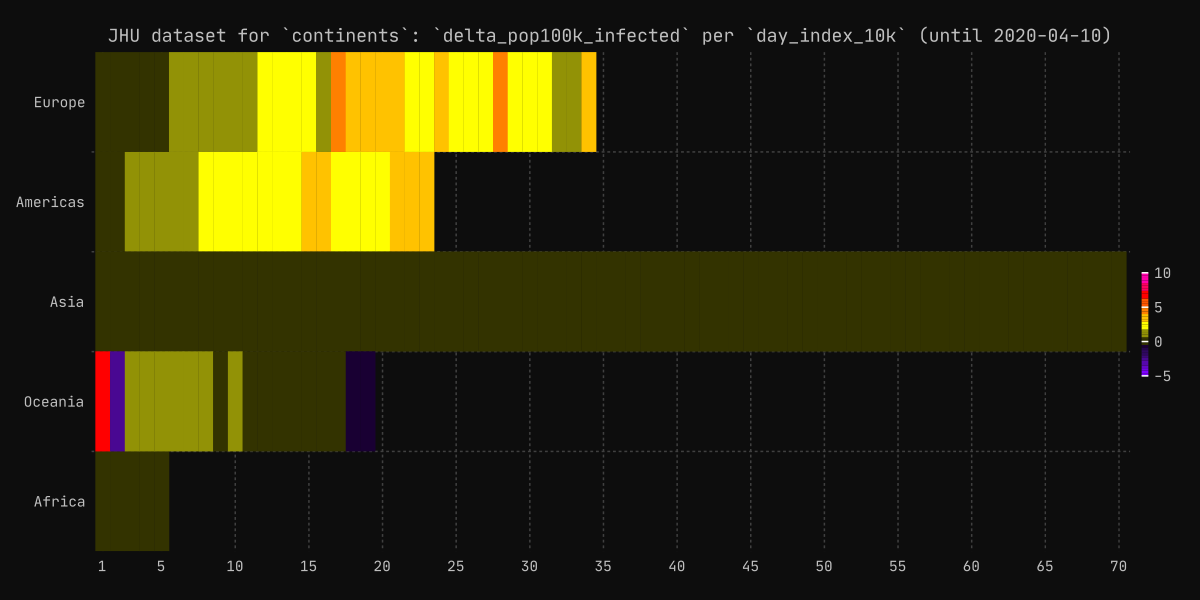 JHU dataset for `continents`: `delta_pop100k_infected` per `day_index_10k` (until 2020-04-10)
Europe
Americas
Asia
Oceania
Africa
10
5
0
-5
1 5 10 15 20 25 30 35 40 45 50 55 60 65 70